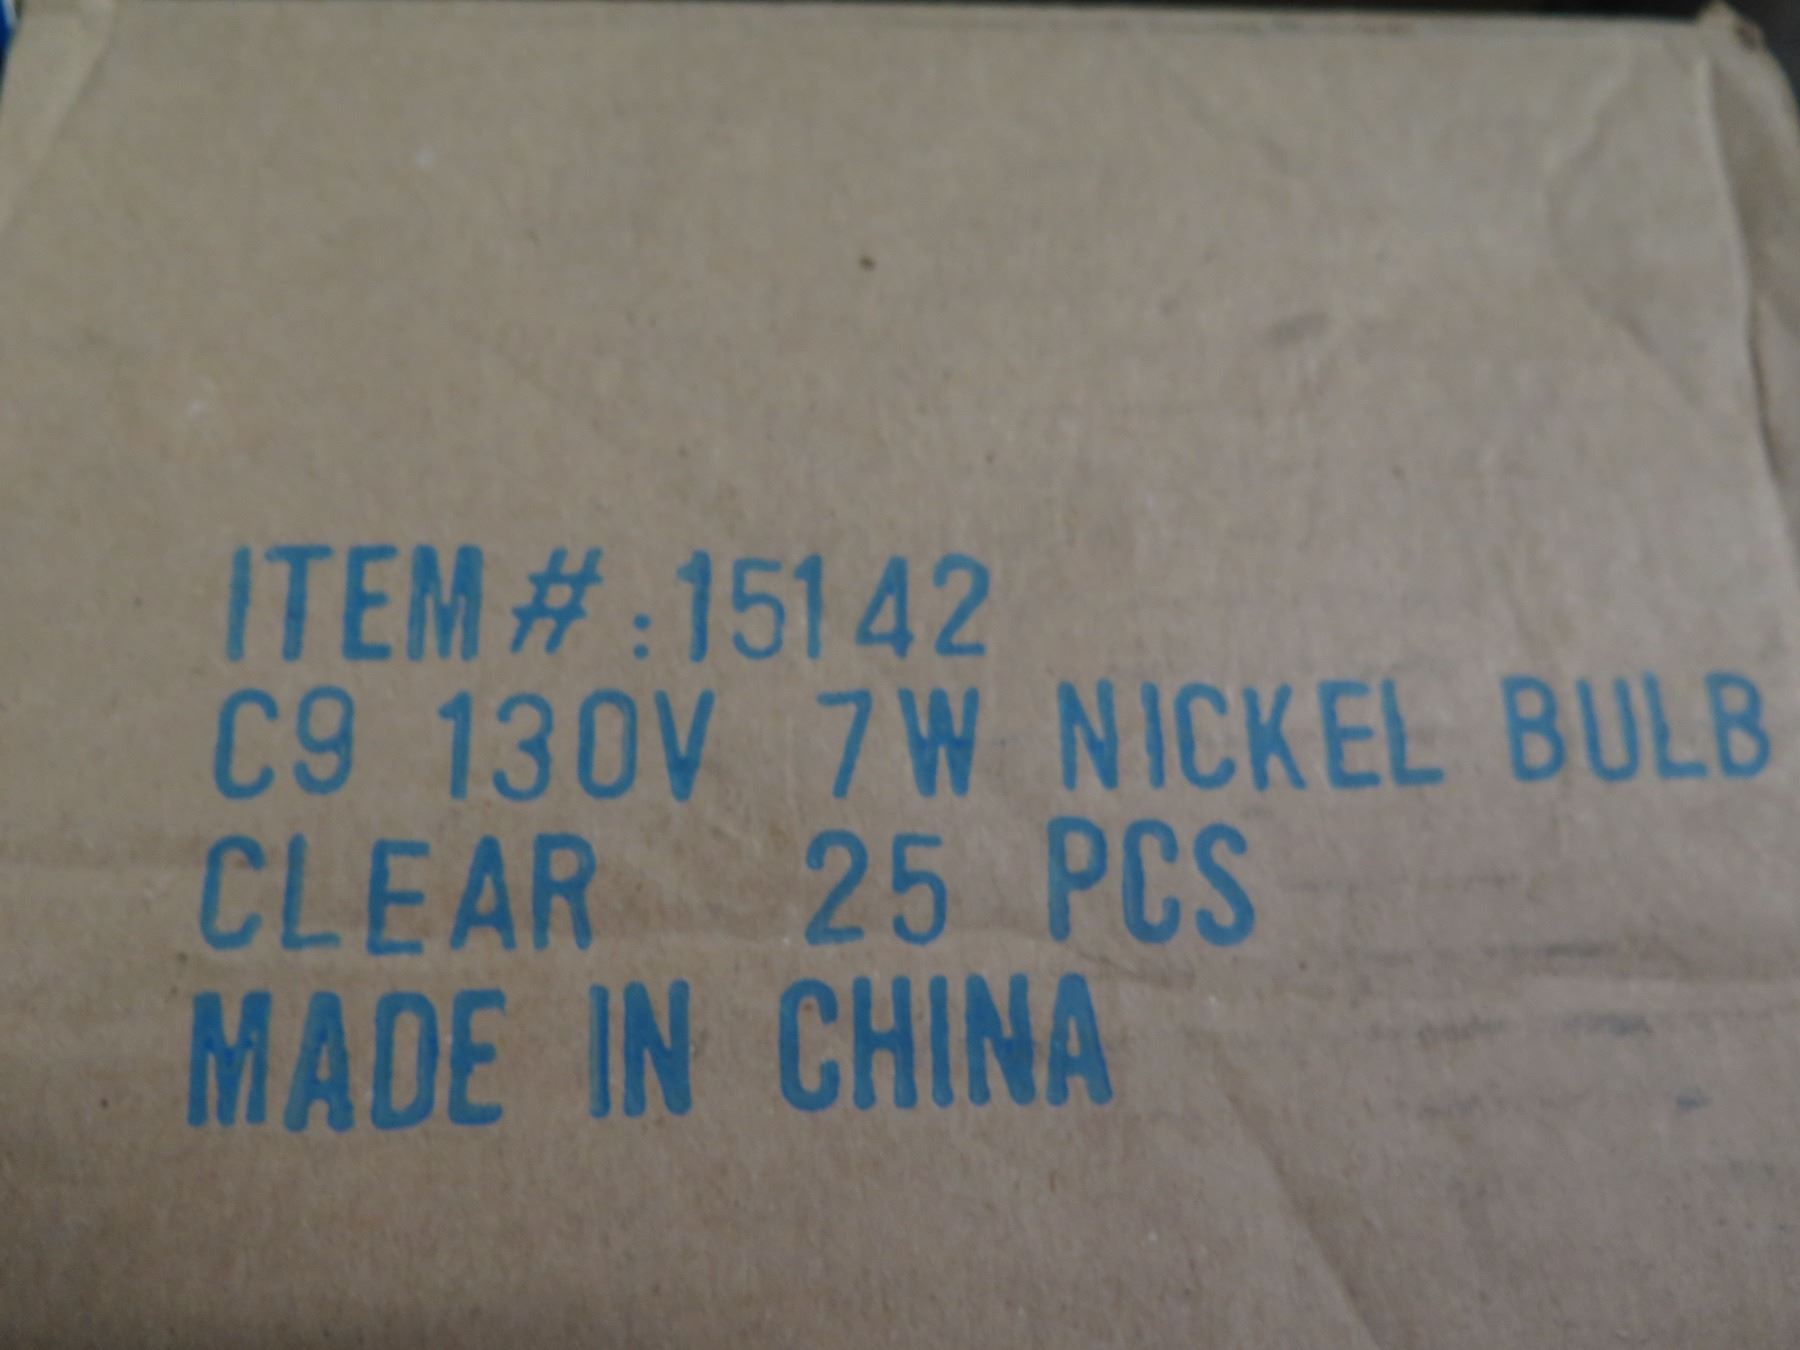 ITEM#:15142
C9 130V 7W NICKEL BULB
CLEAR 25 PCS
MADE IN CHINA